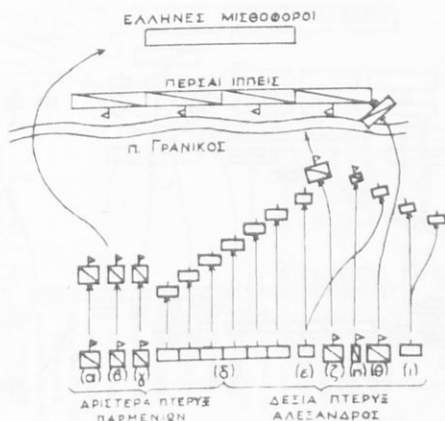 ΕΛΛΗΝΕΣ ΜΙΣΘΟΦΟΡΟΙ
ΠΕΡΣΑΙ ΙΠΠΕΙΣ
Π. ΓΡΑΝΙΚΟΣ
(α) (β) (γ) (δ) (ε) (ζ) (η) (θ) (ι)
ΑΡΙΣΤΕΡΑ ΠΤΕΡΥΞ ΔΕΞΙΑ ΠΤΕΡΥΞ
ΠΑΡΜΕΝΙΩΝ ΑΛΕΞΑΝΔΡΟΣ